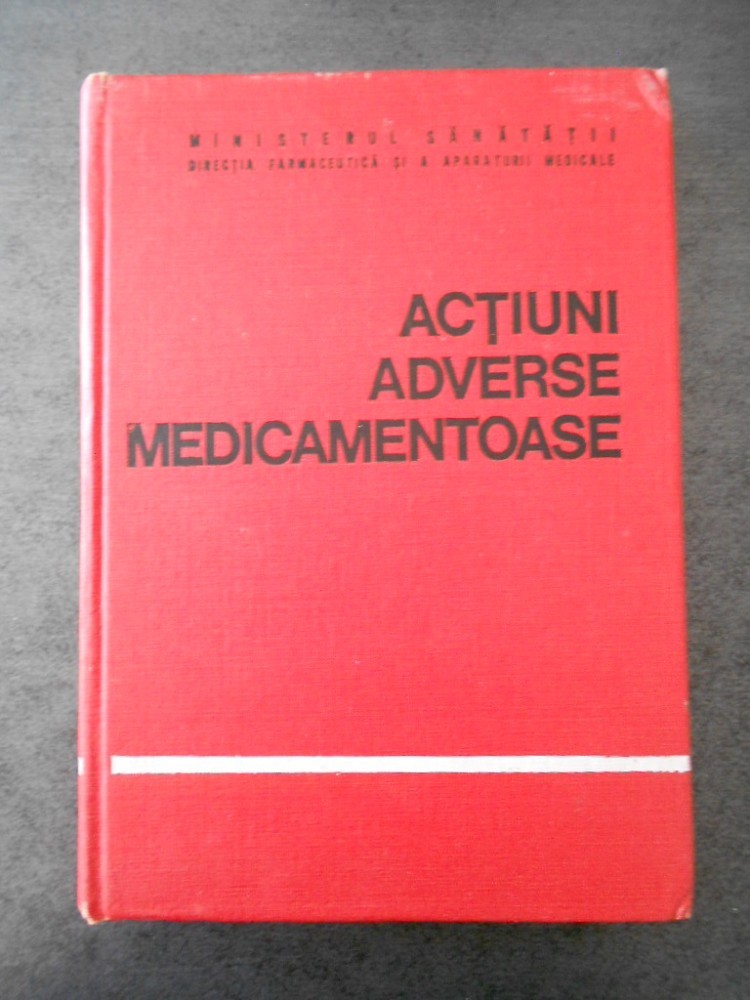 MINISTERUL SĂNĂTĂȚII
DIRECȚIA FARMACEUTICĂ ȘI A APARATURII MEDICALE
ACȚIUNI
ADVERSE
MEDICAMENTOASE